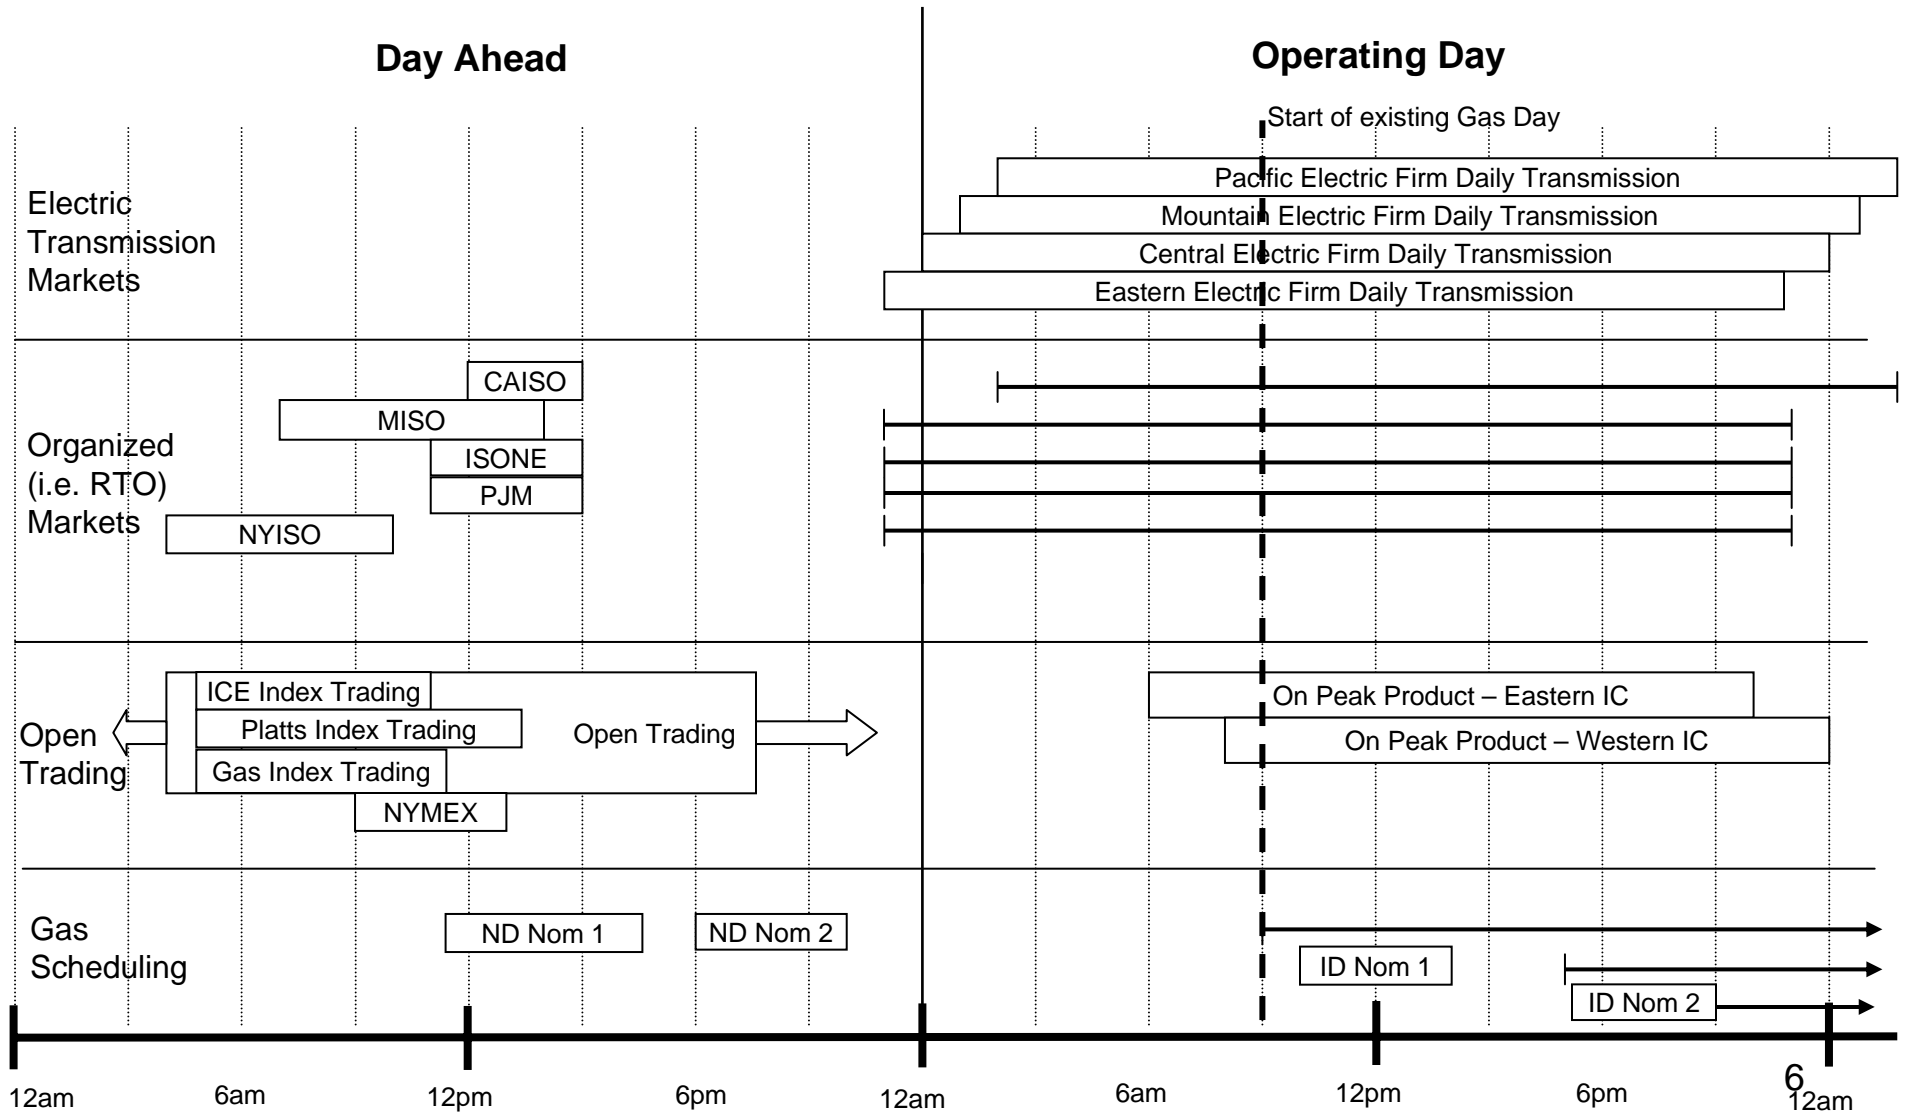 Day Ahead
Operating Day
Start of existing Gas Day
Electric
Transmission
Markets
Pacific Electric Firm Daily Transmission
Mountain Electric Firm Daily Transmission
Central Electric Firm Daily Transmission
Eastern Electric Firm Daily Transmission
Organized
(i.e. RTO)
Markets
CAISO
MISO
ISONE
PJM
NYISO
Open
Trading
ICE Index Trading
Platts Index Trading
Gas Index Trading
Open Trading
NYMEX
On Peak Product – Eastern IC
On Peak Product – Western IC
Gas
Scheduling
ND Nom 1
ND Nom 2
ID Nom 1
ID Nom 2
12am
6am
12pm
6pm
12am
6am
12pm
6pm
12am
6